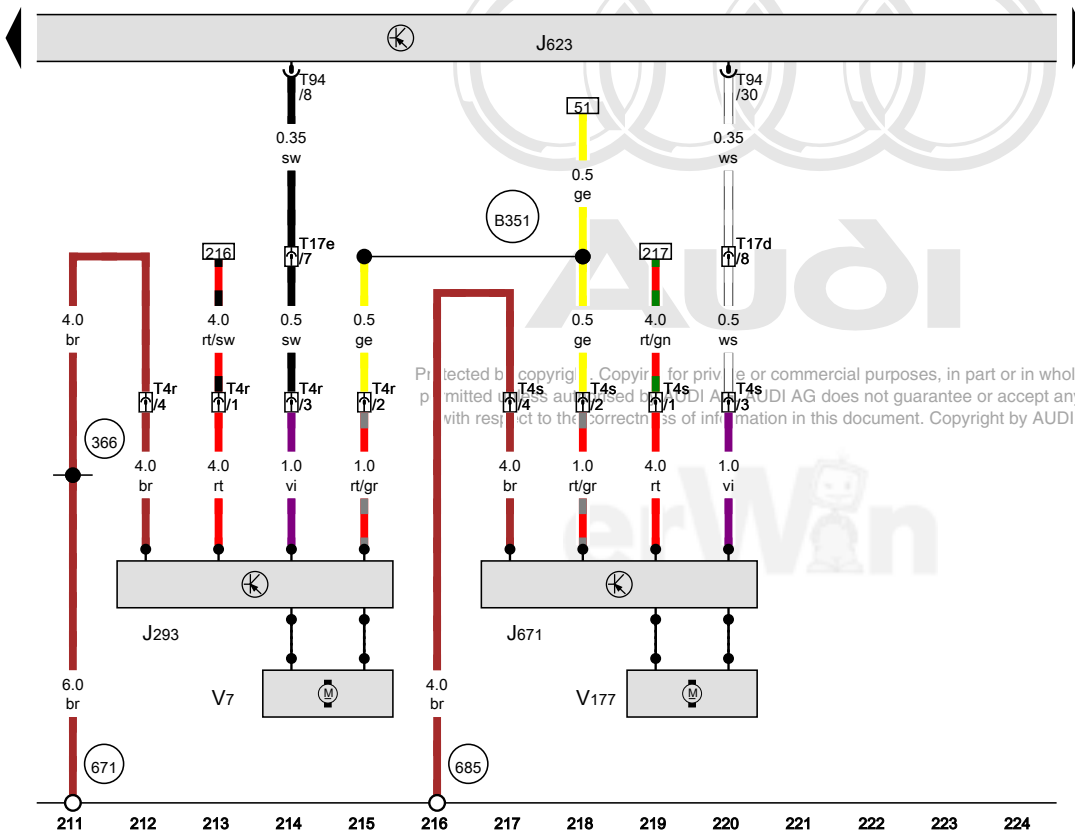 J623
T94
/8
T94
/30
51
0.35
sw
0.35
ws
0.5
ge
B351
Audi
216
T17e
/7
217
T17d
/8
4.0
br
4.0
rt/sw
0.5
sw
0.5
ge
0.5
ge
4.0
rt/gn
0.5
ws
Protected by copyright. Copying for private or commercial purposes, in part or in whol
permitted unless authorised by AUDI AG. AUDI AG does not guarantee or accept any
with respect to the correctness of information in this document. Copyright by AUDI
T4r
/4
T4r
/1
T4r
/3
T4r
/2
T4s
/4
T4s
/2
T4s
/1
T4s
/3
366
4.0
br
4.0
rt
1.0
vi
1.0
rt/gr
4.0
br
1.0
rt/gr
4.0
rt
1.0
vi
erWin
J293
J671
6.0
br
V7
M
4.0
br
V177
M
671
685
211 212 213 214 215 216 217 218 219 220 221 222 223 224